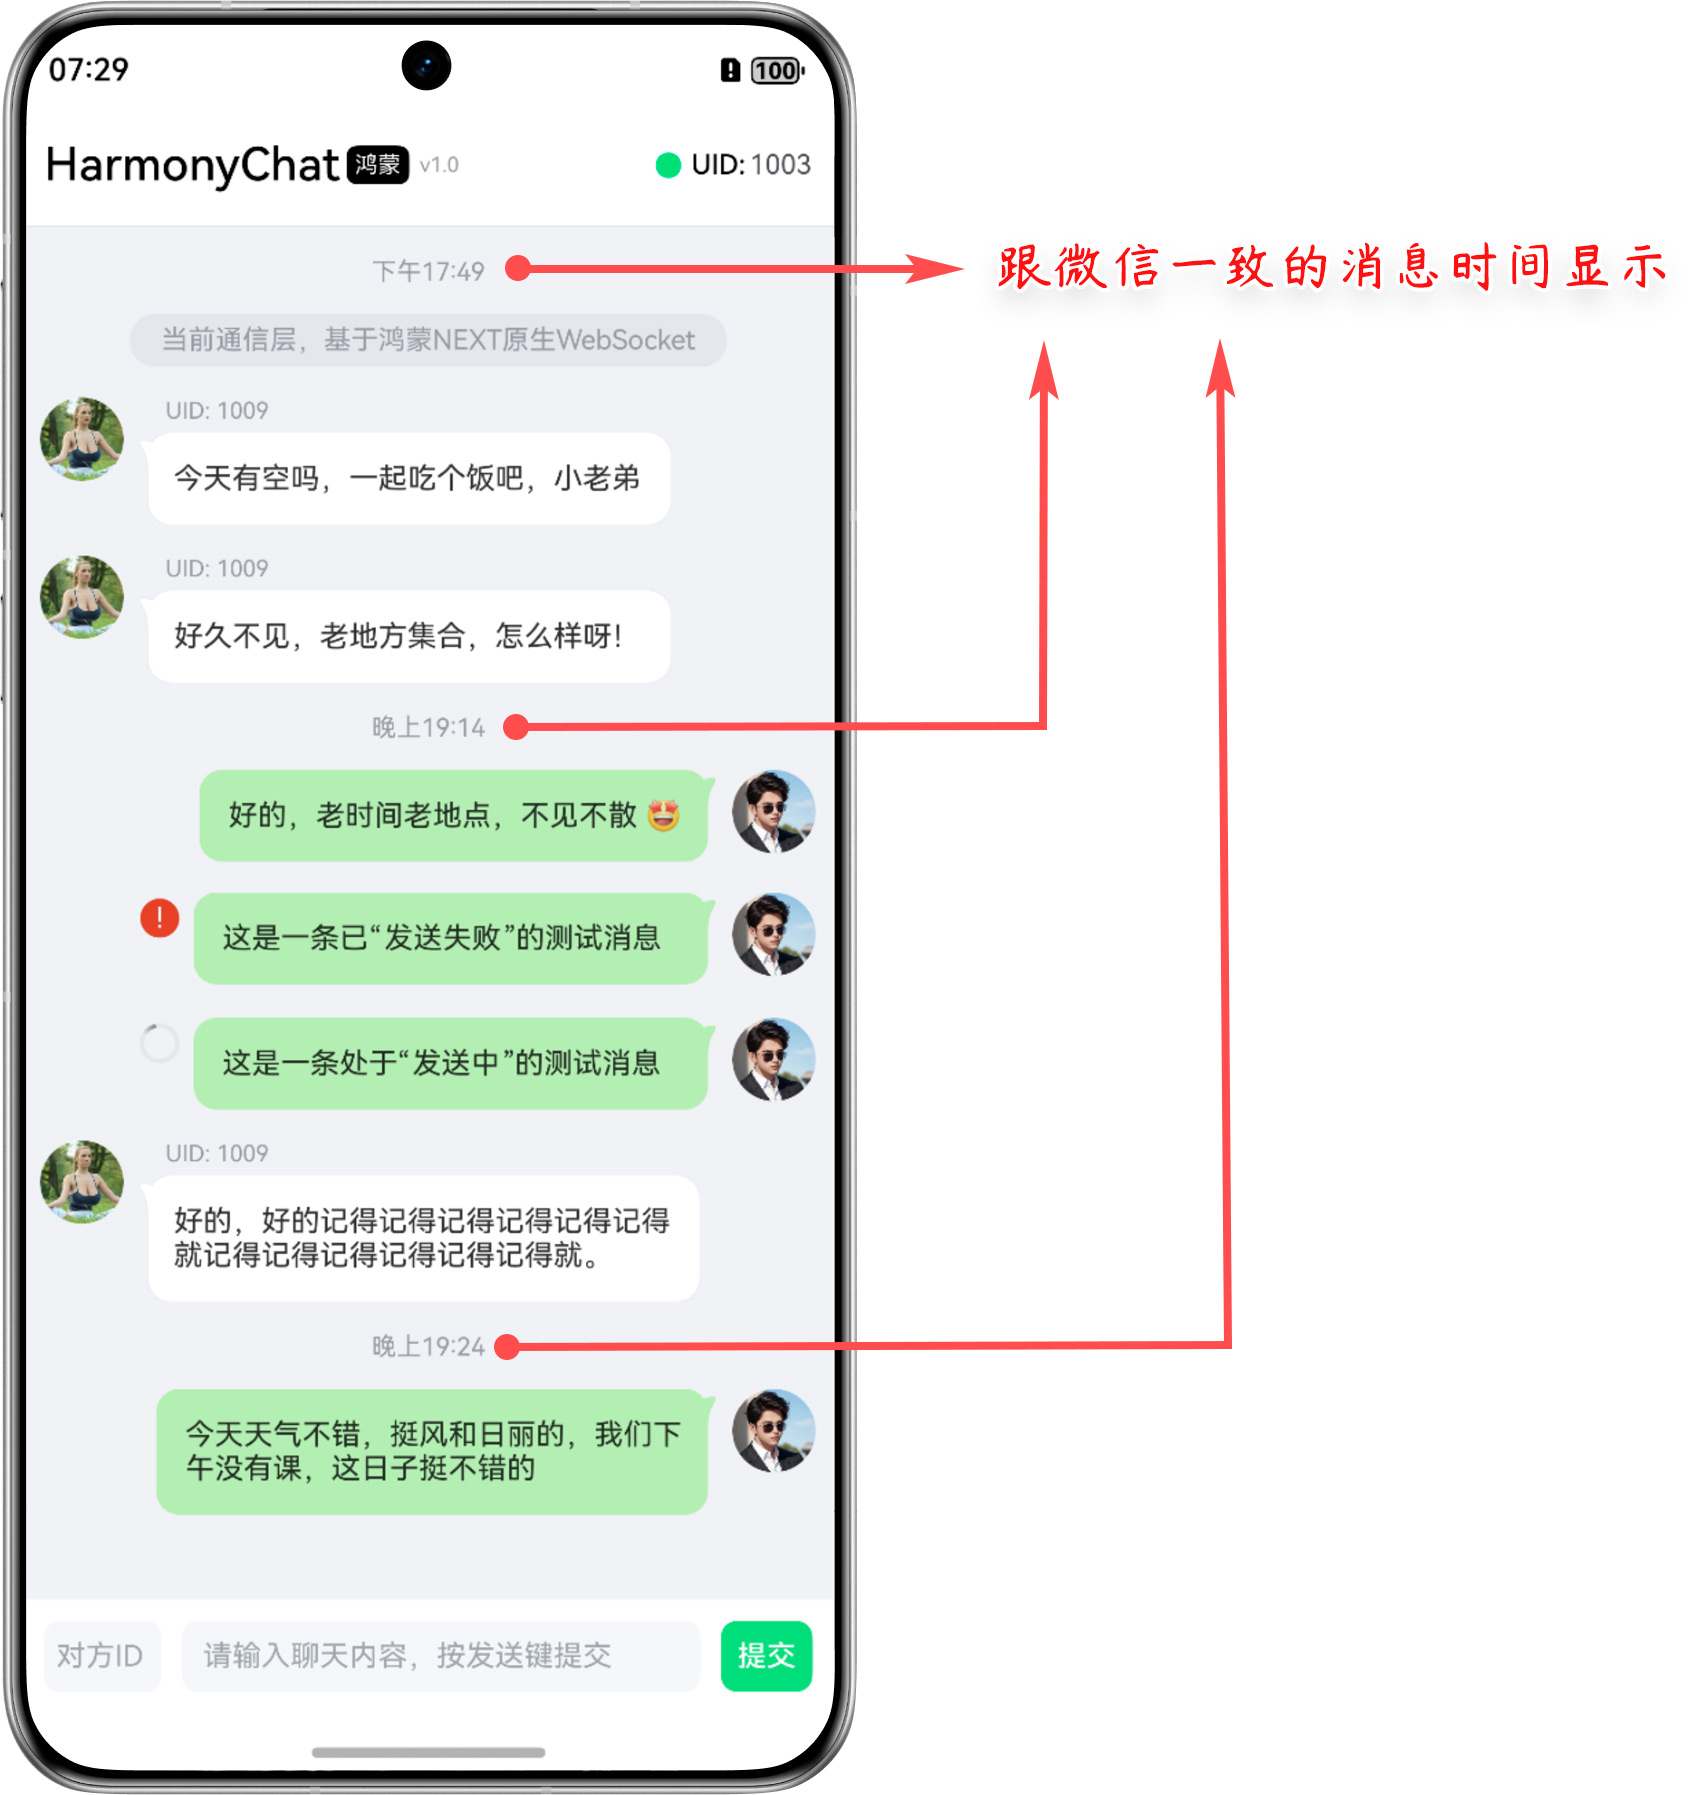 07:29
100
HarmonyChat 鸿蒙 v1.0
UID: 1003
下午17:49
跟微信一致的消息时间显示
当前通信层，基于鸿蒙NEXT原生WebSocket
UID: 1009
今天有空吗，一起吃个饭吧，小老弟
UID: 1009
好久不见，老地方集合，怎么样呀！
晚上19:14
好的，老时间老地点，不见不散 🤩
!
这是一条已“发送失败”的测试消息
这是一条处于“发送中”的测试消息
UID: 1009
好的，好的记得记得记得记得记得记得
就记得记得记得记得记得记得就。
晚上19:24
今天天气不错，挺风和日丽的，我们下
午没有课，这日子挺不错的
对方ID
请输入聊天内容，按发送键提交
提交